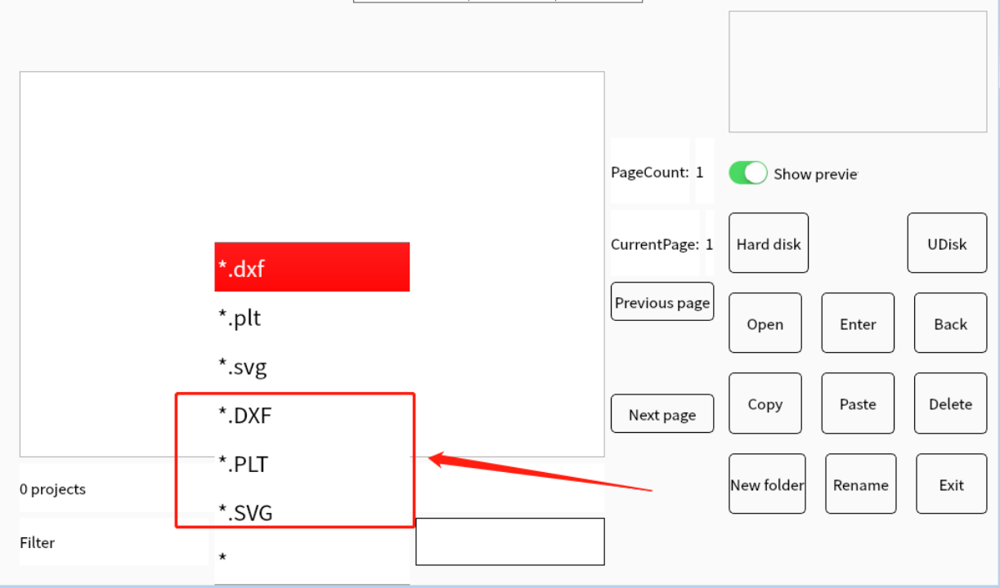 PageCount: 1
Show previe
CurrentPage: 1
Hard disk
UDisk
*.dxf
*.plt
*.svg
*.DXF
*.PLT
*.SVG
*
Previous page
Next page
Open
Enter
Back
Copy
Paste
Delete
New folder
Rename
Exit
0 projects
Filter